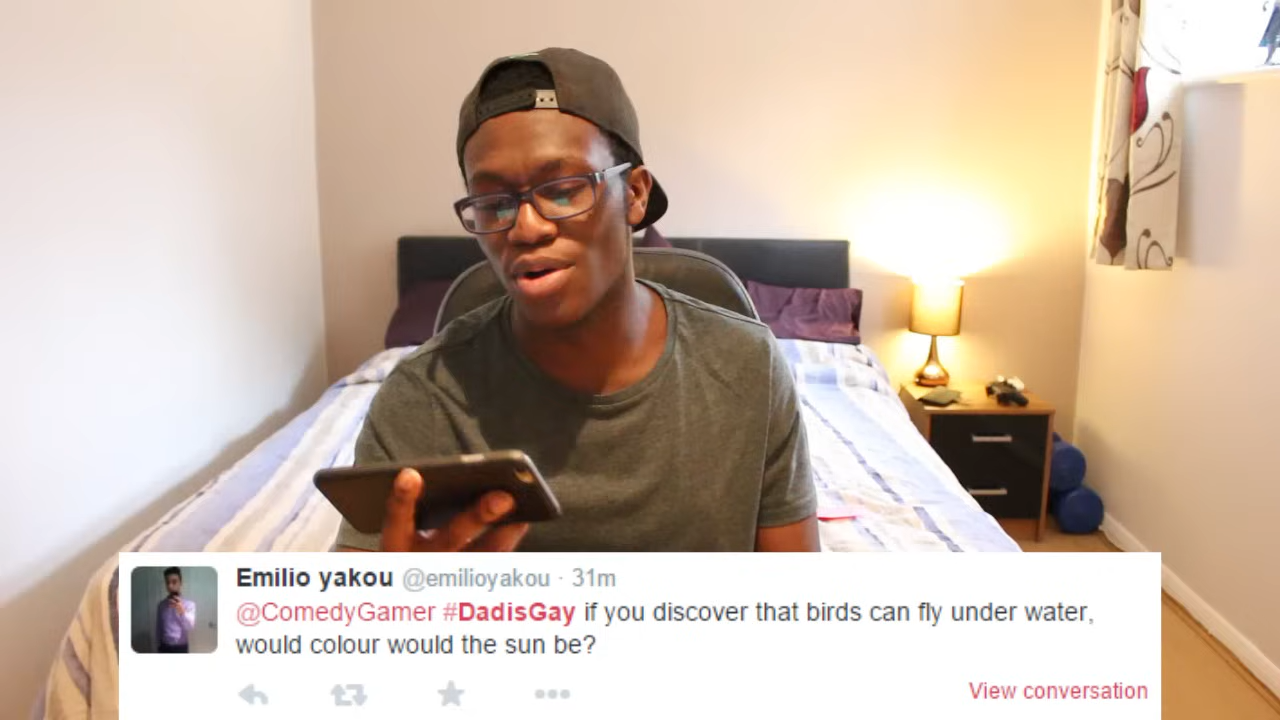 Emilio yakou @emilioyakou · 31m
@ComedyGamer #DadisGay if you discover that birds can fly under water,
would colour would the sun be?
View conversation